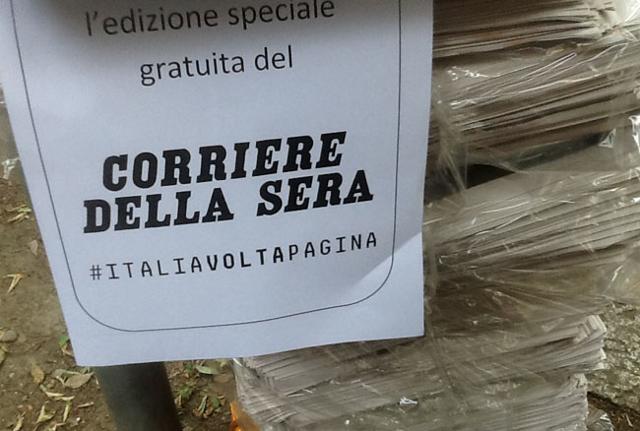 l'edizione speciale
gratuita del
CORRIERE
DELLA SERA
#ITALIAVOLTAPAGINA